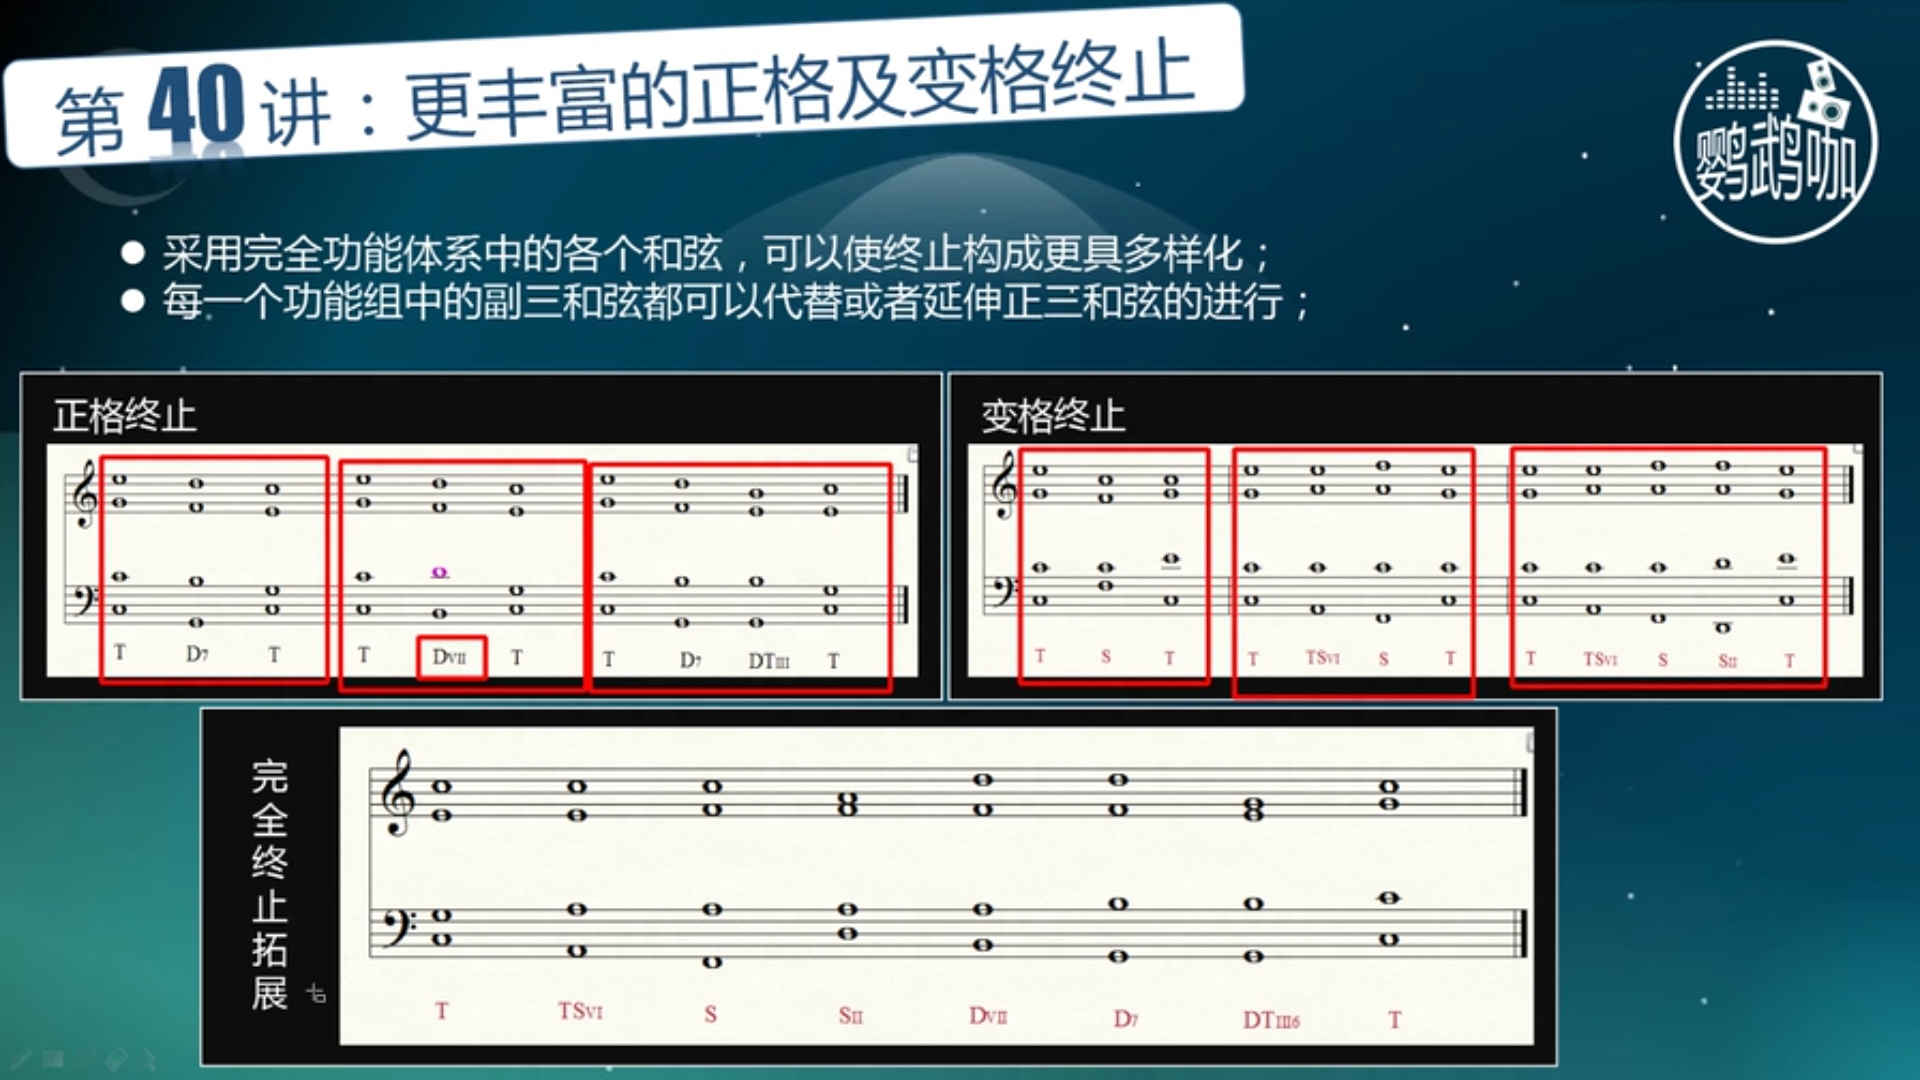 第 40 讲：更丰富的正格及变格终止
鹦鹉咖
采用完全功能体系中的各个和弦，可以使终止构成更具多样化；
每一个功能组中的副三和弦都可以代替或者延伸正三和弦的进行；
正格终止
T D7 T T DVII T T D7 DTIII T
变格终止
T S T T TSVI S T T TSVI S SII T
完全终止拓展
T TSVI S SII DVII D7 DTIII6 T